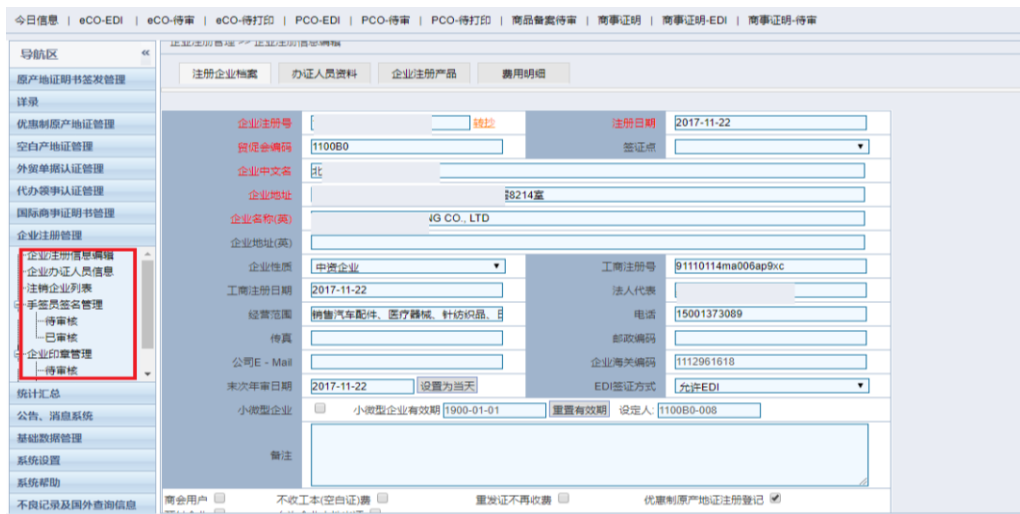 今日信息 | eCO-EDI | eCO-待审 | eCO-待打印 | PCO-EDI | PCO-待审 | PCO-待打印 | 商品备案待审 | 商事证明 | 商事证明-EDI | 商事证明-待审
导航区 «
企业注册管理 >> 企业注册信息编辑
注册企业档案 办证人员资料 企业注册产品 费用明细
原产地证明书签发管理
详录
优惠制原产地证管理
空白产地证管理
外贸单据认证管理
代办领事认证管理
国际商事证明书管理
企业注册管理
企业注册信息编辑
企业办证人员信息
注销企业列表
手签员签名管理
待审核
已审核
企业印章管理
待审核
统计汇总
公告、消息系统
基础数据管理
系统设置
系统帮助
不良记录及国外查询信息
企业注册号 转抄 注册日期 2017-11-22
贸促会编码 1100B0 签证点
企业中文名 北
企业地址 8214室
企业名称(英) NG CO., LTD
企业地址(英)
企业性质 中资企业 工商注册号 91110114ma006ap9xc
工商注册日期 2017-11-22 法人代表
经营范围 销售汽车配件、医疗器械、针纺织品、 电话 15001373089
传真 邮政编码
公司E - Mail 企业海关编码 1112961618
末次年审日期 2017-11-22 设置为当天 EDI签证方式 允许EDI
小微型企业 小微型企业有效期 1900-01-01 重置有效期 设定人: 1100B0-008
备注
商会用户 不收工本(空白证)费 重发证不再收费 优惠制原产地证注册登记